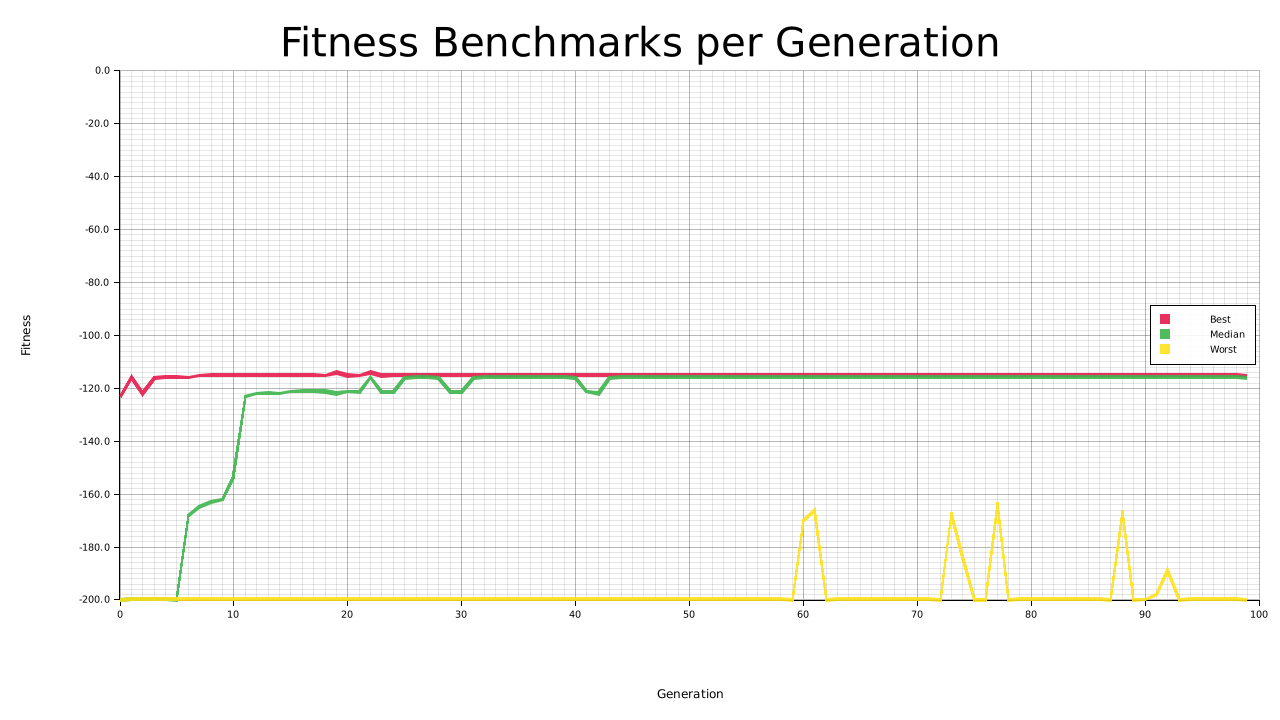 Fitness Benchmarks per Generation
0.0
-20.0
-40.0
-60.0
-80.0
-100.0
-120.0
-140.0
-160.0
-180.0
-200.0
Fitness
Best
Median
Worst
0 10 20 30 40 50 60 70 80 90 100
Generation